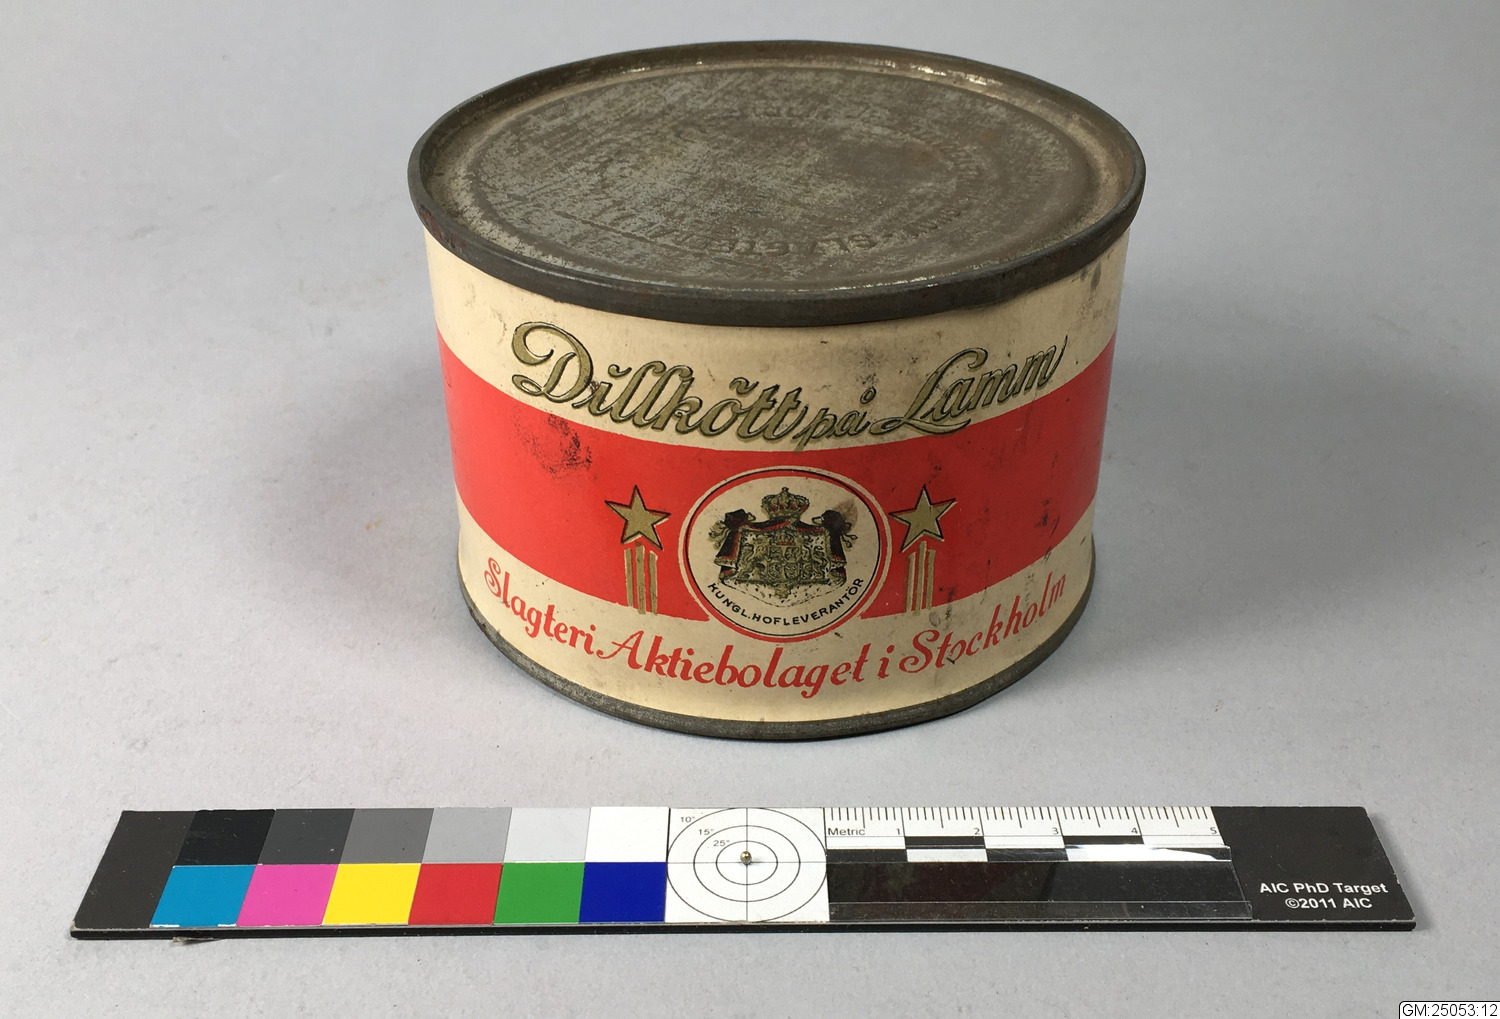 Dillkött på Lamm
KUNGL. HOFLEVERANTÖR
Slagteri Aktiebolaget i Stockholm
10°
15°
25°
Metric 1 2 3 4 5
AIC PhD Target
©2011 AIC
GM:25053:12